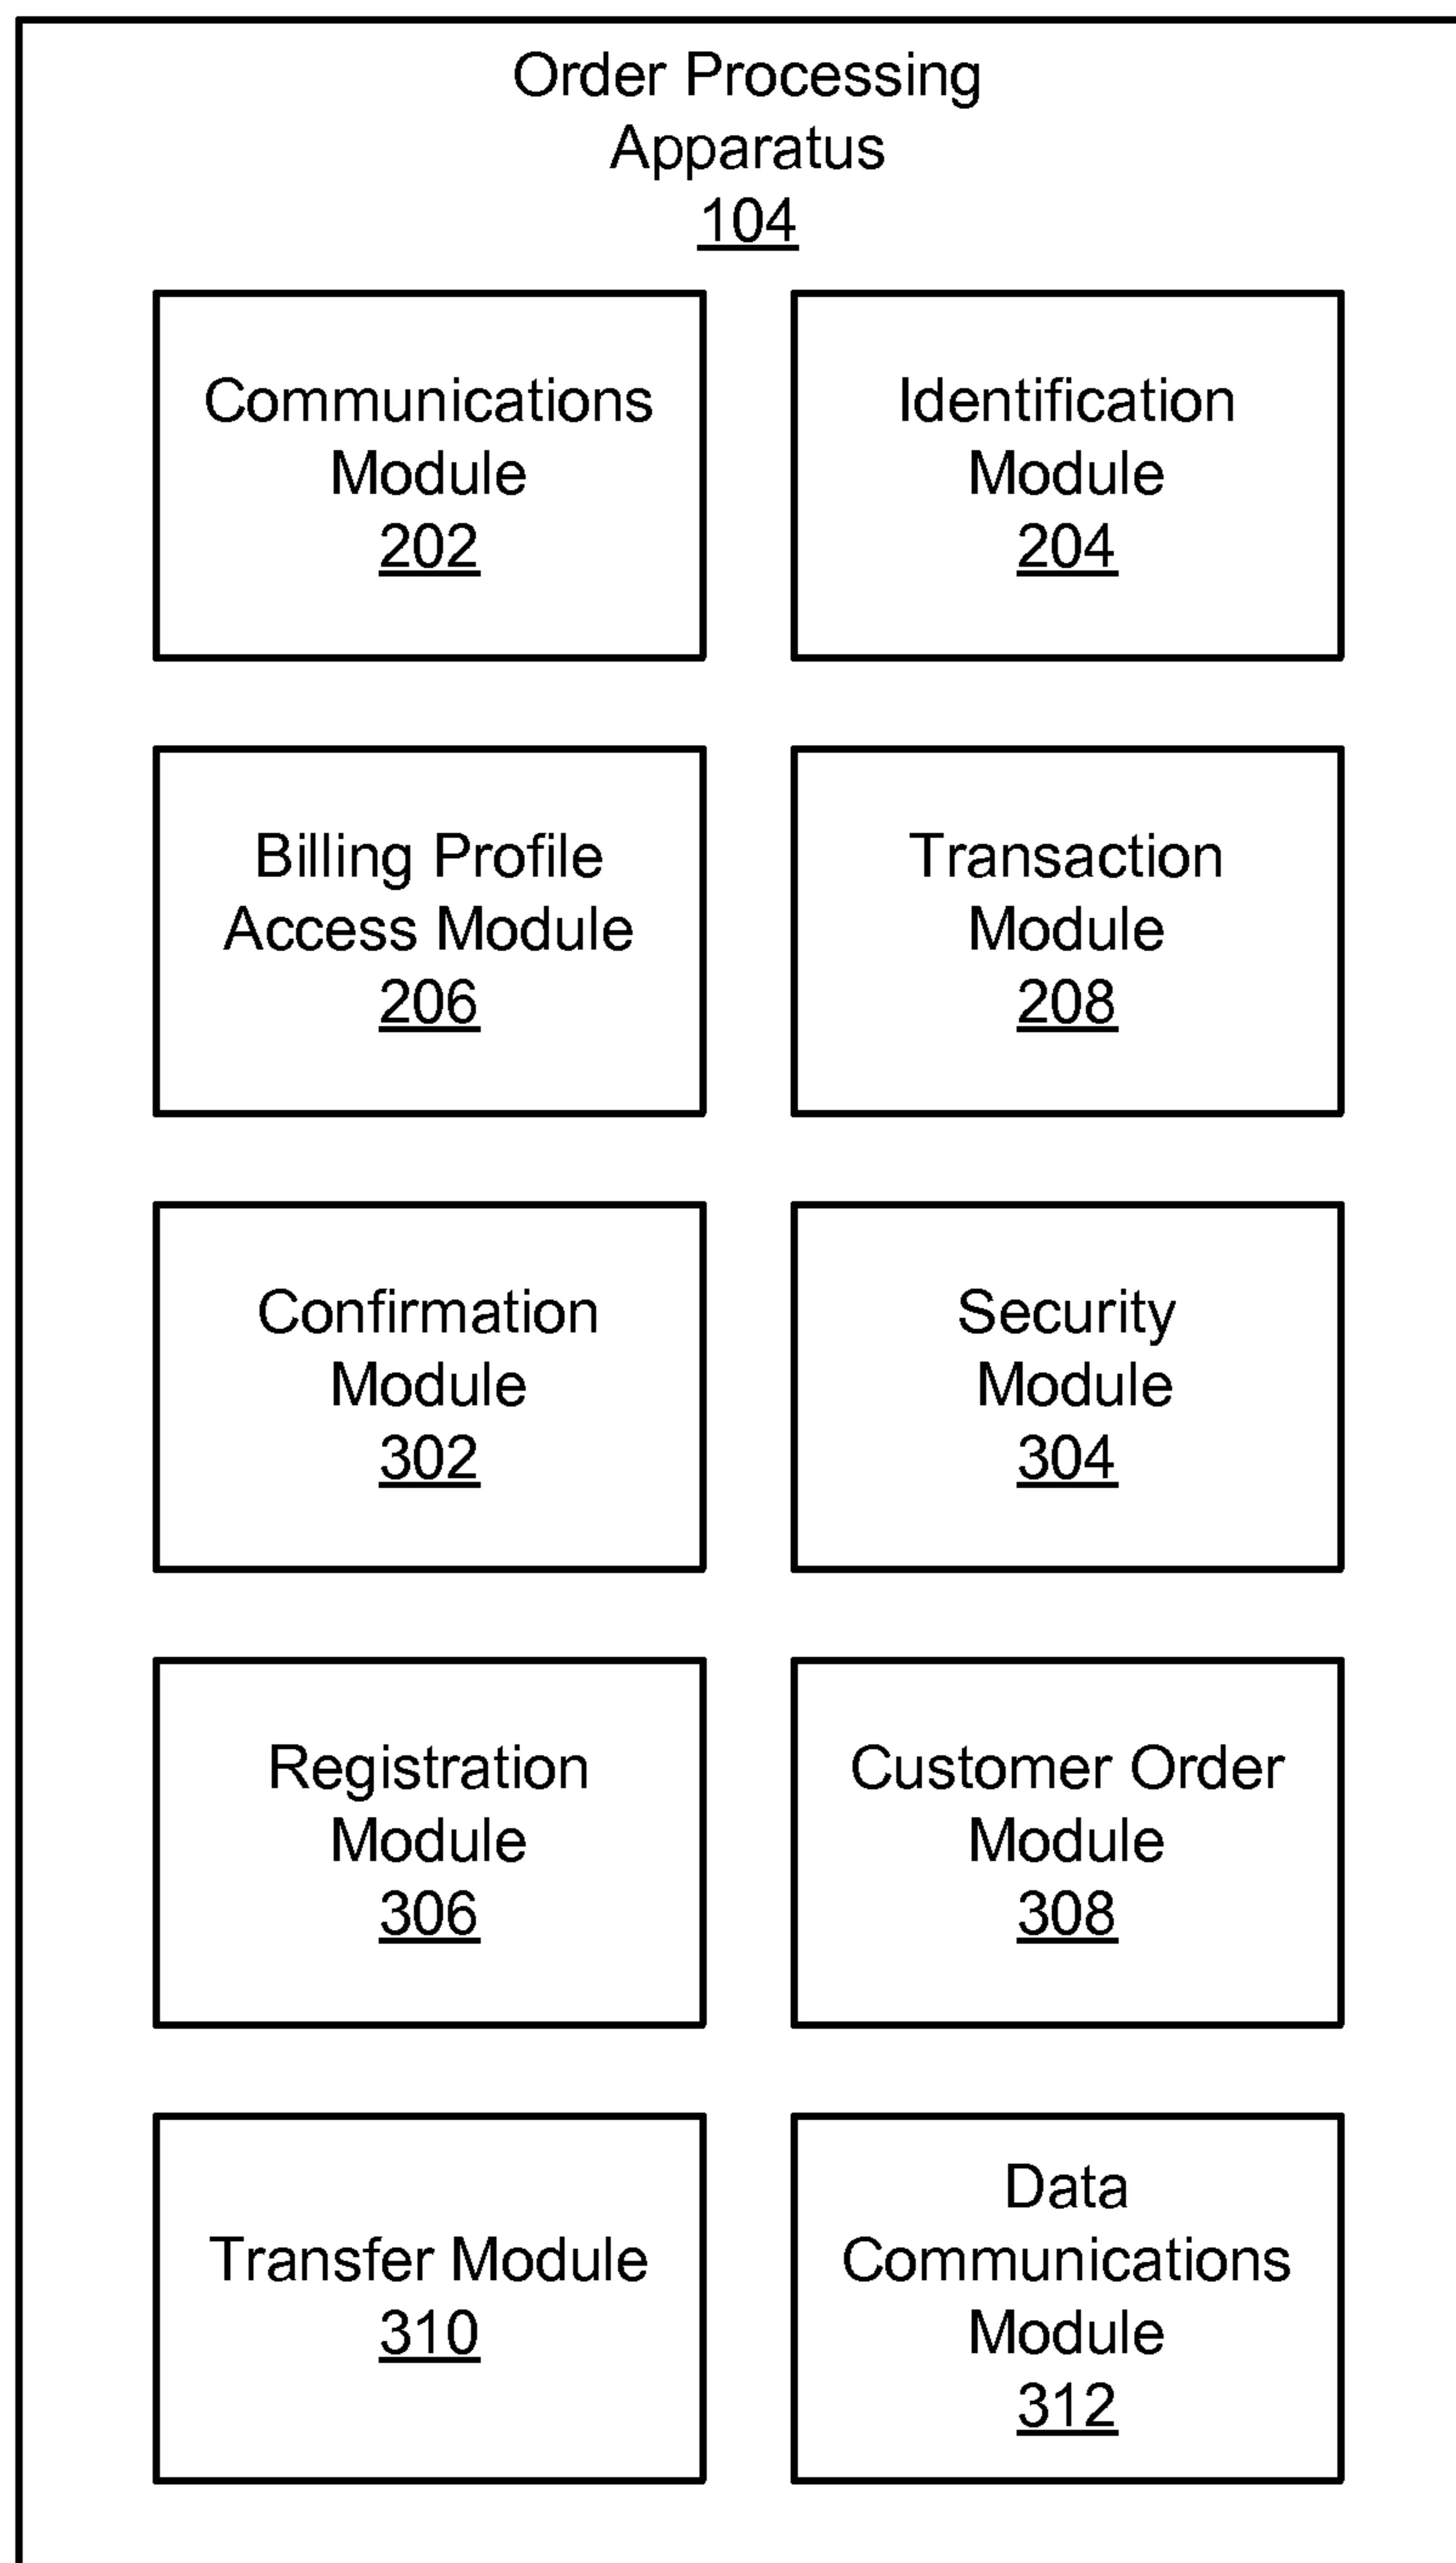 Order Processing
Apparatus
104
Communications
Module
202
Identification
Module
204
Billing Profile
Access Module
206
Transaction
Module
208
Confirmation
Module
302
Security
Module
304
Registration
Module
306
Customer Order
Module
308
Transfer Module
310
Data
Communications
Module
312